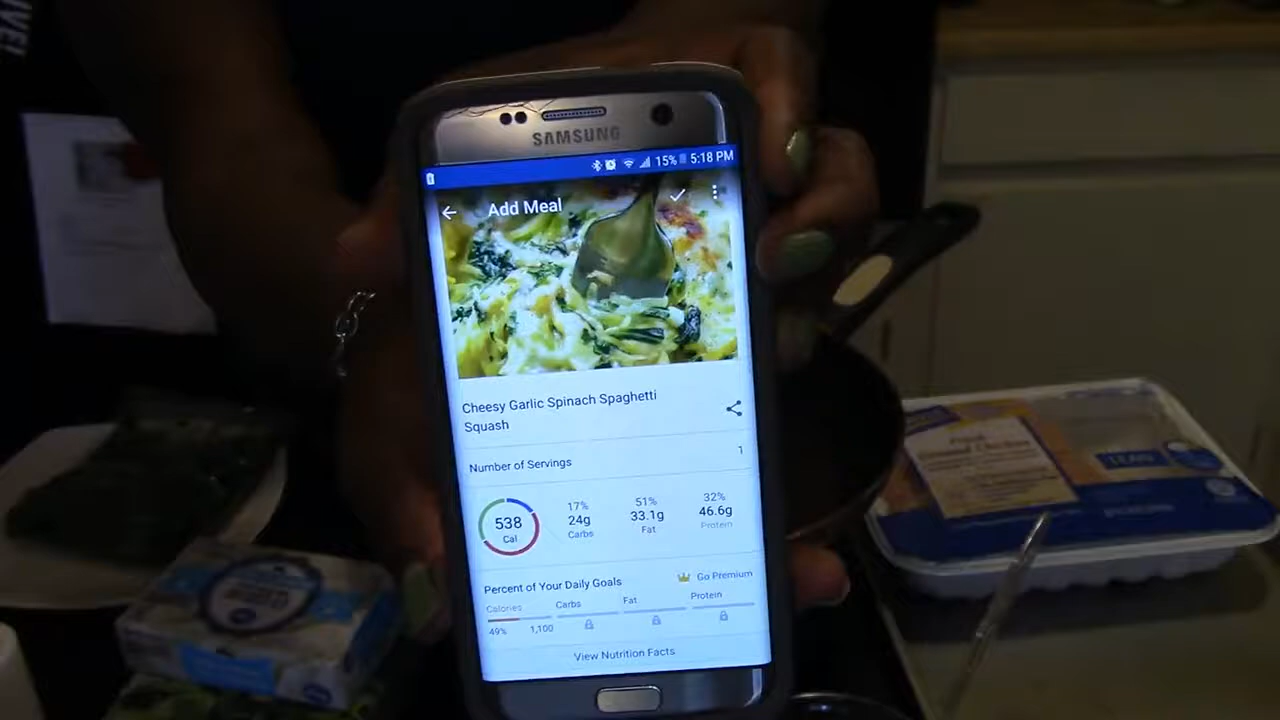 SAMSUNG
15% 5:18 PM
Add Meal
Cheesy Garlic Spinach Spaghetti
Squash
Number of Servings 1
538
Cal
17%
24g
Carbs
51%
33.1g
Fat
32%
46.6g
Protein
Percent of Your Daily Goals Go Premium
Calories Carbs Fat Protein
49% 1,100
View Nutrition Facts